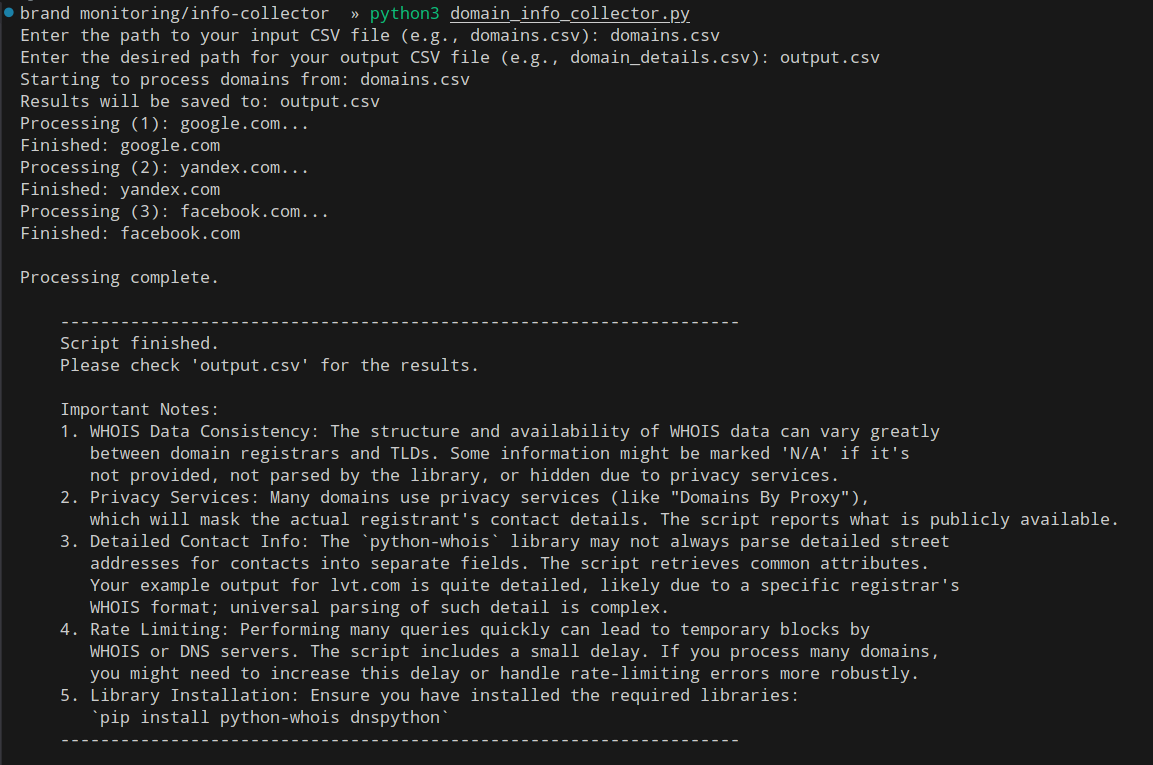 brand monitoring/info-collector » python3 domain_info_collector.py
Enter the path to your input CSV file (e.g., domains.csv): domains.csv
Enter the desired path for your output CSV file (e.g., domain_details.csv): output.csv
Starting to process domains from: domains.csv
Results will be saved to: output.csv
Processing (1): google.com...
Finished: google.com
Processing (2): yandex.com...
Finished: yandex.com
Processing (3): facebook.com...
Finished: facebook.com

Processing complete.

--------------------------------------------------------------------
Script finished.
Please check 'output.csv' for the results.

Important Notes:
1. WHOIS Data Consistency: The structure and availability of WHOIS data can vary greatly
between domain registrars and TLDs. Some information might be marked 'N/A' if it's
not provided, not parsed by the library, or hidden due to privacy services.
2. Privacy Services: Many domains use privacy services (like "Domains By Proxy"),
which will mask the actual registrant's contact details. The script reports what is publicly available.
3. Detailed Contact Info: The `python-whois` library may not always parse detailed street
addresses for contacts into separate fields. The script retrieves common attributes.
Your example output for lvt.com is quite detailed, likely due to a specific registrar's
WHOIS format; universal parsing of such detail is complex.
4. Rate Limiting: Performing many queries quickly can lead to temporary blocks by
WHOIS or DNS servers. The script includes a small delay. If you process many domains,
you might need to increase this delay or handle rate-limiting errors more robustly.
5. Library Installation: Ensure you have installed the required libraries:
`pip install python-whois dnspython`
--------------------------------------------------------------------